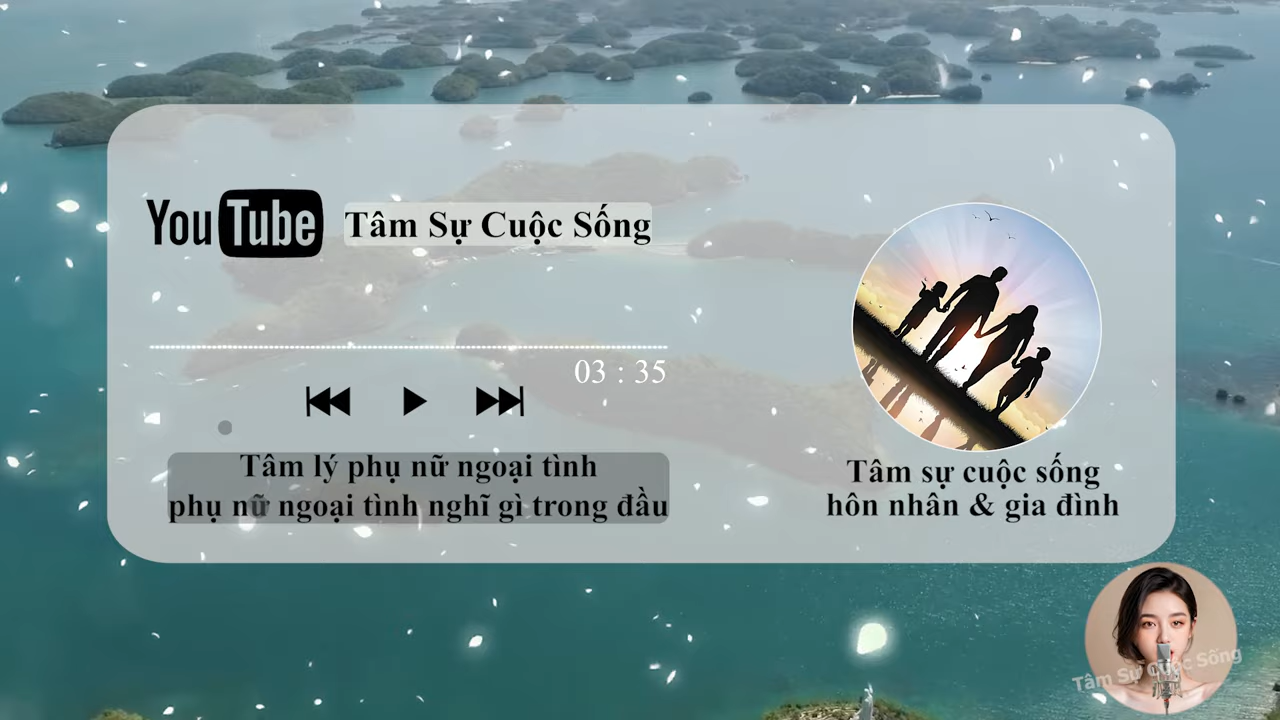 YouTube Tâm Sự Cuộc Sống
03 : 35
Tâm lý phụ nữ ngoại tình
phụ nữ ngoại tình nghĩ gì trong đầu
Tâm sự cuộc sống
hôn nhân & gia đình
Tâm Sự Cuộc Sống